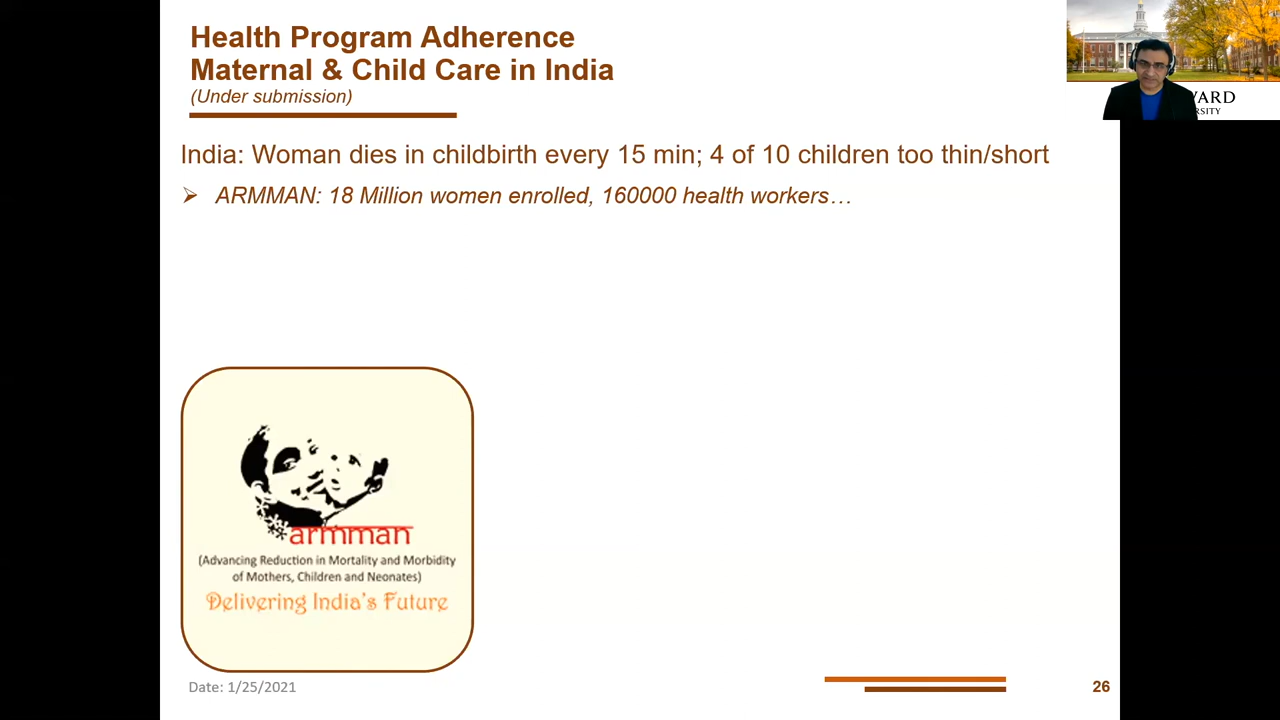 Health Program Adherence
Maternal & Child Care in India
(Under submission)
VARD
RSITY
India: Woman dies in childbirth every 15 min; 4 of 10 children too thin/short
➢ ARMMAN: 18 Million women enrolled, 160000 health workers…
armman
(Advancing Reduction in Mortality and Morbidity
of Mothers, Children and Neonates)
Delivering India's Future
Date: 1/25/2021
26